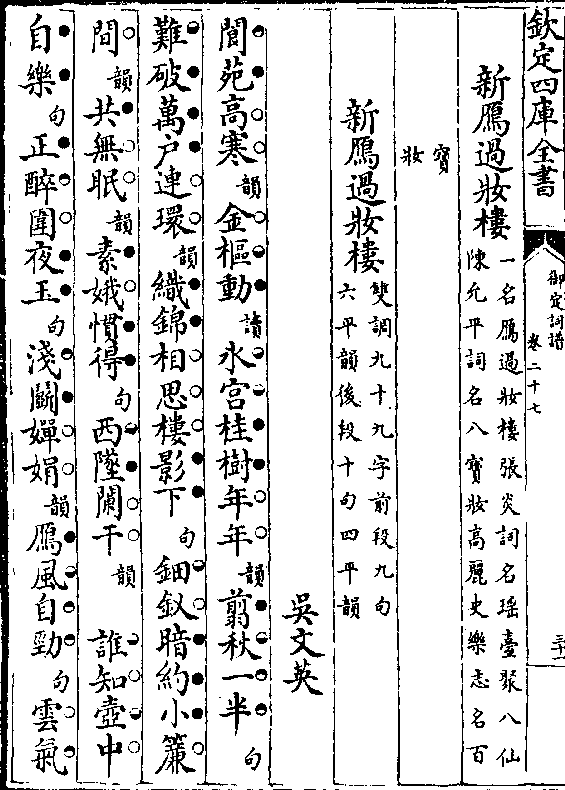 欽定四庫全書
御定詞譜
卷二十七
三十一
新鴈過妝樓一名鴈過妝樓張炎詞名瑶臺聚八仙
陳允平詞名八寶妝高麗史樂志名百
寶
妝
新鴈過妝樓雙調九十九字前段九句
六平韻後段十句四平韻
吳文英
閬苑高寒韻金樞動讀氷宫桂樹年年韻翦秋一半句
難破萬户連環韻織錦相思樓影下句鈿釵暗約小簾
間韻共無眠韻素娥慣得句西墜闌干韻 誰知壺中
自樂句正醉圍夜玉句淺鬭嬋娟韻鴈風自勁句雲氣